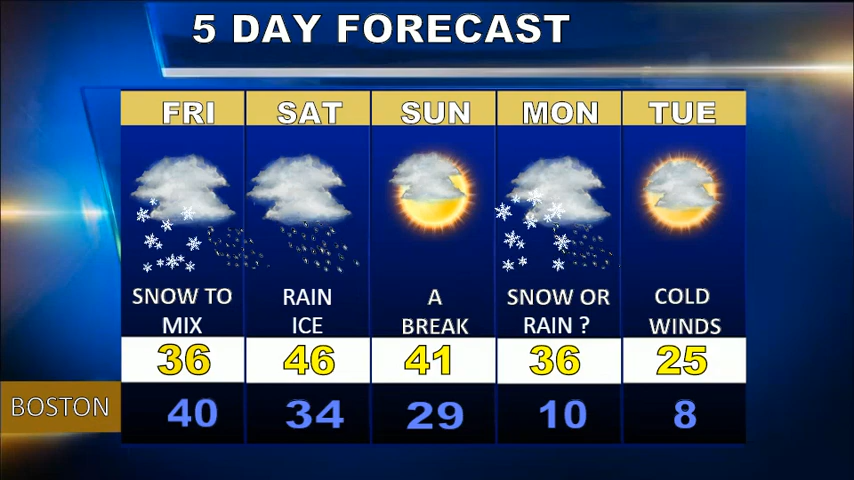 5 DAY FORECAST
FRI SAT SUN MON TUE
SNOW TO MIX
RAIN ICE
A BREAK
SNOW OR RAIN ?
COLD WINDS
36 46 41 36 25
BOSTON 40 34 29 10 8